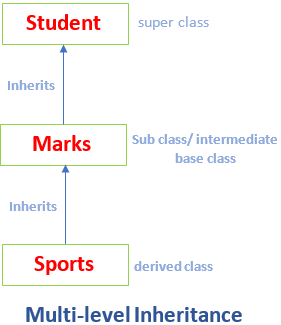 Student
super class
Inherits
Marks
Sub class/ intermediate
base class
Inherits
Sports
derived class
Multi-level Inheritance